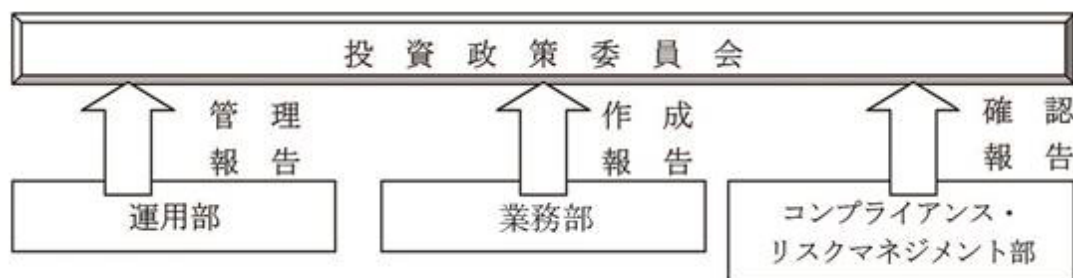 投資政策委員会
管理
報告
作成
報告
確認
報告
運用部
業務部
コンプライアンス・
リスクマネジメント部